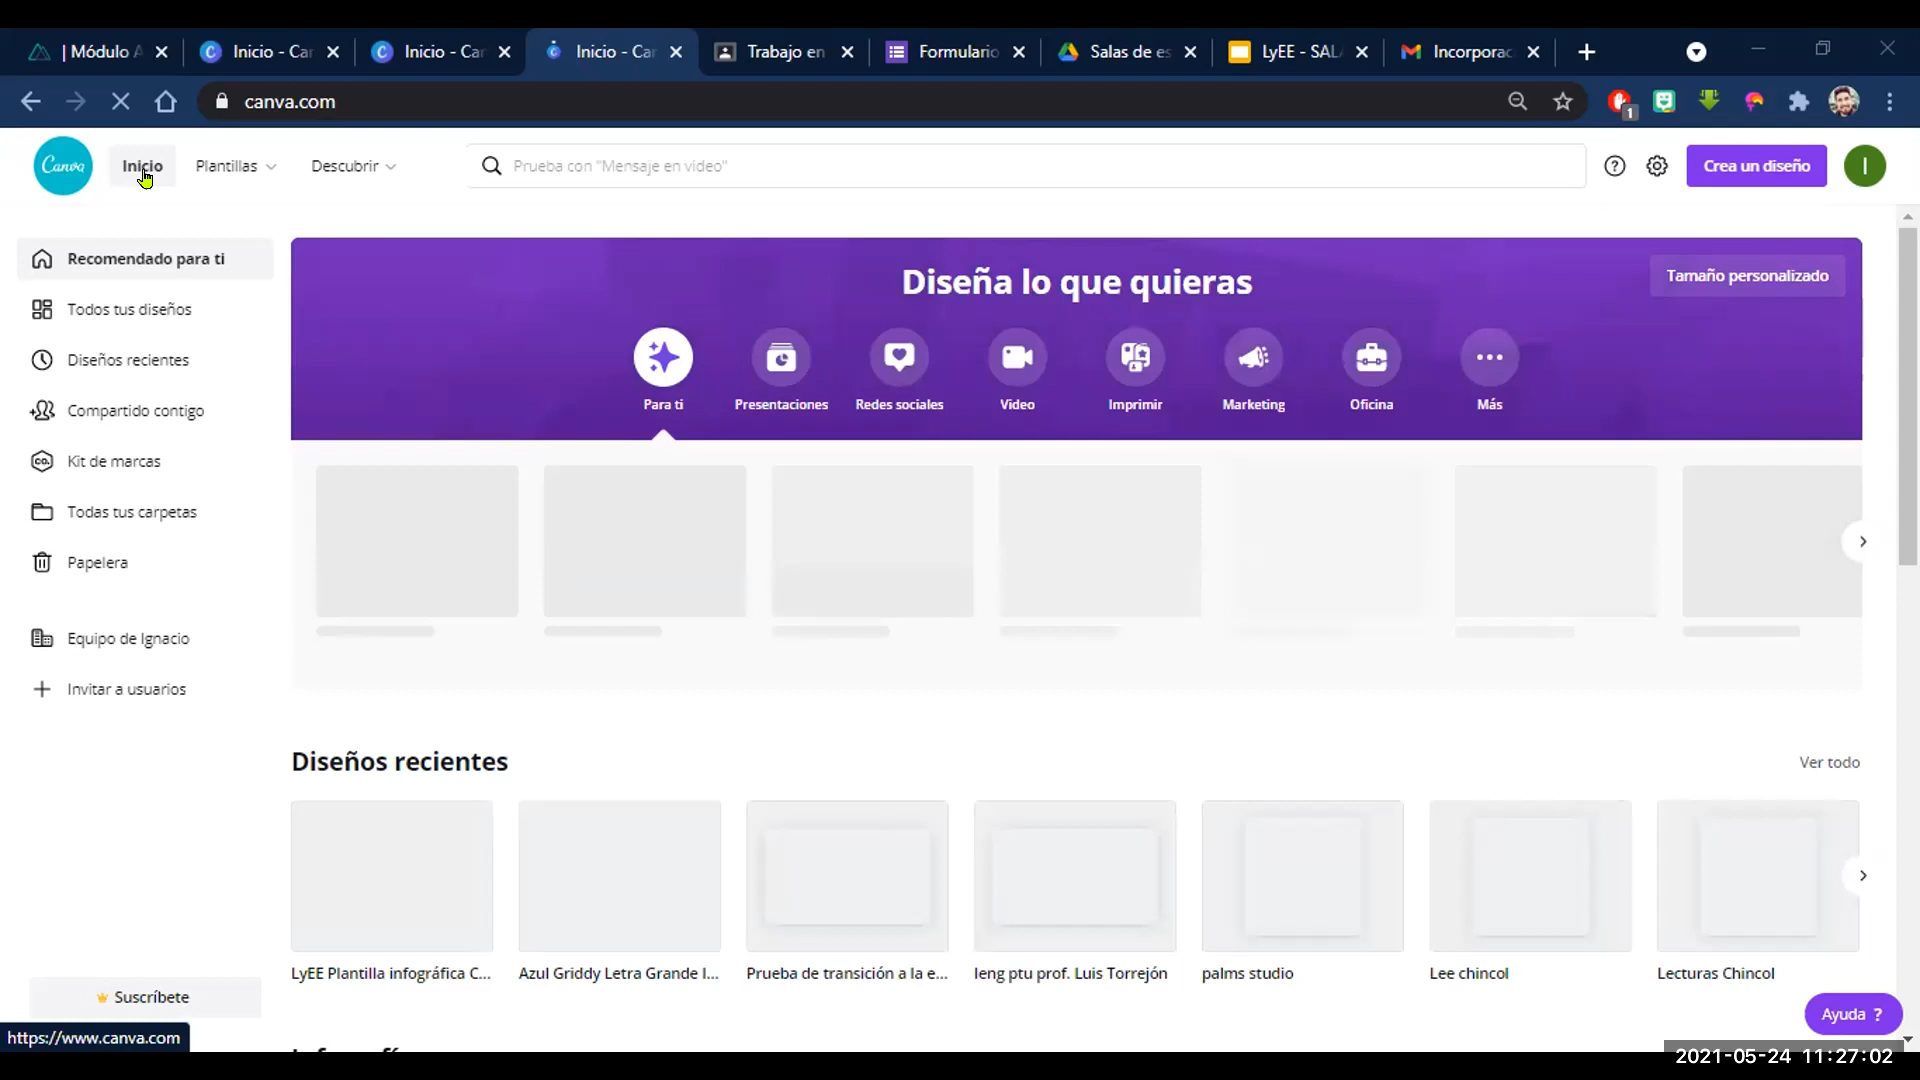 | Módulo A
Inicio - Can
Inicio - Can
Inicio - Can
Trabajo en
Formulario
Salas de es
LyEE - SAL
Incorporac
canva.com
1
Canva
Inicio
Plantillas
Descubrir
Prueba con "Mensaje en video"
Crea un diseño
I
Recomendado para ti
Todos tus diseños
Diseños recientes
Compartido contigo
Kit de marcas
Todas tus carpetas
Papelera
Equipo de Ignacio
Invitar a usuarios
Suscríbete
Diseña lo que quieras
Tamaño personalizado
Para ti
Presentaciones
Redes sociales
Video
Imprimir
Marketing
Oficina
Más
Diseños recientes
Ver todo
LyEE Plantilla infográfica C...
Azul Griddy Letra Grande I...
Prueba de transición a la e...
leng ptu prof. Luis Torrejón
palms studio
Lee chincol
Lecturas Chincol
Ayuda ?
https://www.canva.com
2021-05-24 11:27:02